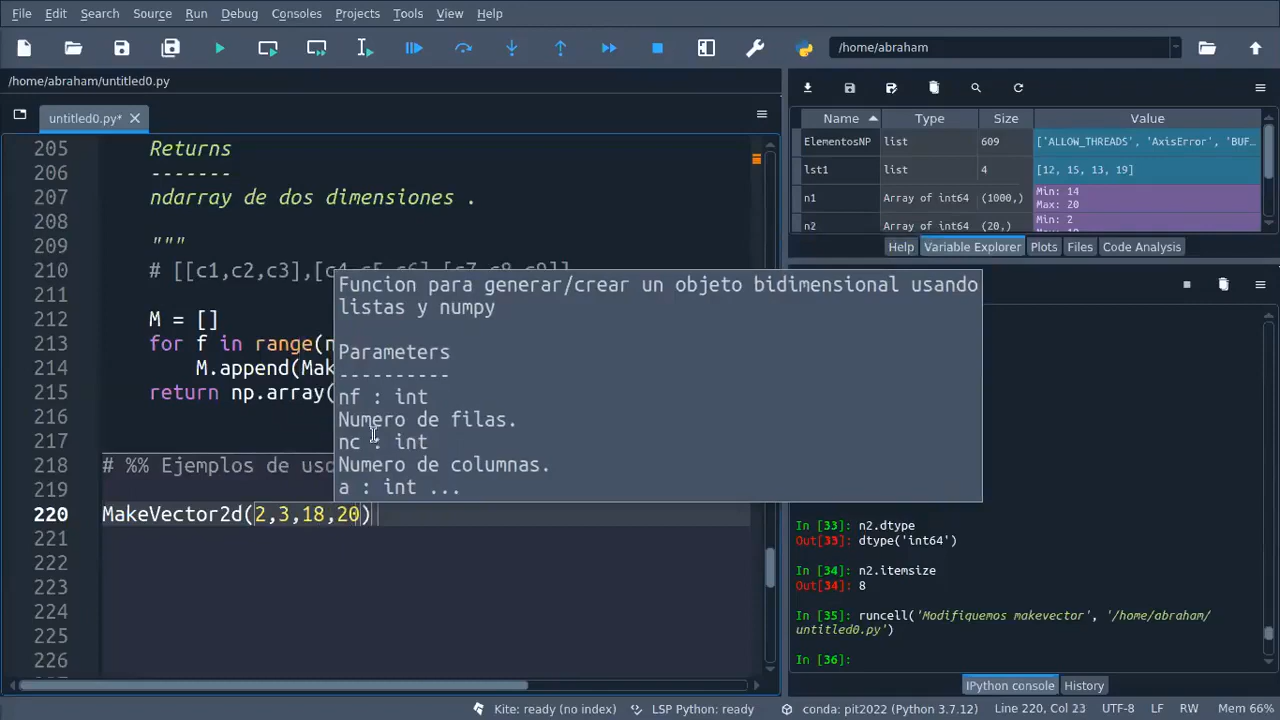 File Edit Search Source Run Debug Consoles Projects Tools View Help
/home/abraham
/home/abraham/untitled0.py
untitled0.py*
205 Returns
206 -------
207 ndarray de dos dimensiones .
208
209 """
210 # [[c1,c2,c3],[c4,c5,c6],[c7,c8,c9]]
211
212 M = []
213 for f in range(n
214 M.append(Mak
215 return np.array(
216
217
218 # %% Ejemplos de uso
219
220 MakeVector2d(2,3,18,20)
221
222
223
224
225
226
Funcion para generar/crear un objeto bidimensional usando
listas y numpy
Parameters
----------
nf : int
Numero de filas.
nc : int
Numero de columnas.
a : int ...
Name Type Size Value
ElementosNP list 609 ['ALLOW_THREADS', 'AxisError', 'BUF...
lst1 list 4 [12, 15, 13, 19]
n1 Array of int64 (1000,) Min: 14
Max: 20
n2 Array of int64 (20,) Min: 2
Help Variable Explorer Plots Files Code Analysis
In [33]: n2.dtype
Out[33]: dtype('int64')
In [34]: n2.itemsize
Out[34]: 8
In [35]: runcell('Modifiquemos makevector', '/home/abraham/
untitled0.py')
In [36]:
IPython console History
Kite: ready (no index) LSP Python: ready conda: pit2022 (Python 3.7.12) Line 220, Col 23 UTF-8 LF RW Mem 66%